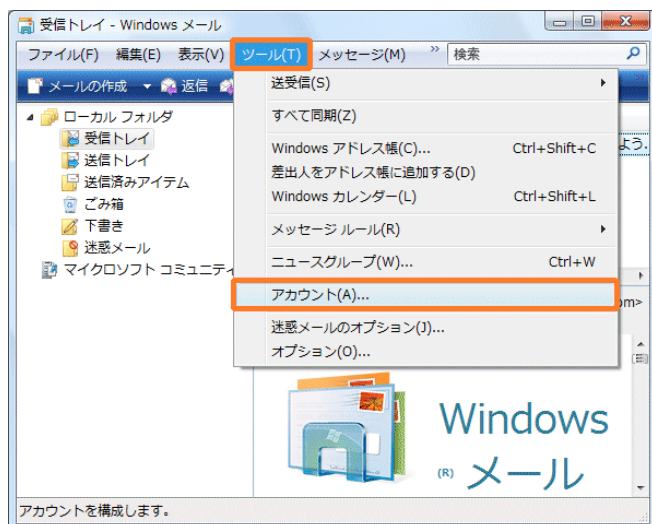 受信トレイ - Windows メール
ファイル(F) 編集(E) 表示(V) ツール(T) メッセージ(M) » 検索
メールの作成 返信
送受信(S)
すべて同期(Z)
Windows アドレス帳(C)... Ctrl+Shift+C
差出人をアドレス帳に追加する(D)
Windows カレンダー(L) Ctrl+Shift+L
メッセージ ルール(R)
ニュースグループ(W)... Ctrl+W
アカウント(A)...
迷惑メールのオプション(J)...
オプション(O)...
ローカル フォルダ
受信トレイ
送信トレイ
送信済みアイテム
ごみ箱
下書き
迷惑メール
マイクロソフト コミュニティ
よう.
om>
Windows
(R) メール
アカウントを構成します。